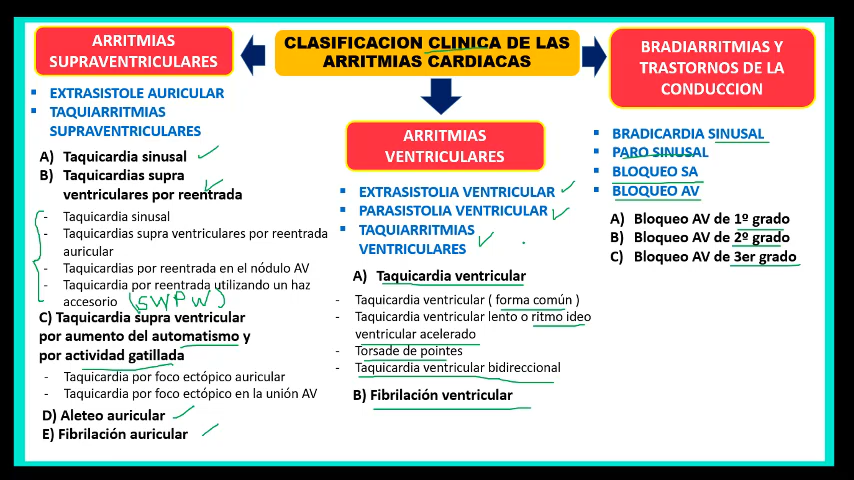 CLASIFICACION CLINICA DE LAS
ARRITMIAS CARDIACAS
ARRITMIAS
SUPRAVENTRICULARES
EXTRASISTOLE AURICULAR
TAQUIARRITMIAS
SUPRAVENTRICULARES
A) Taquicardia sinusal
B) Taquicardias supra
ventriculares por reentrada
- Taquicardia sinusal
- Taquicardias supra ventriculares por reentrada
auricular
- Taquicardias por reentrada en el nódulo AV
- Taquicardia por reentrada utilizando un haz
accesorio (SWPW)
C) Taquicardia supra ventricular
por aumento del automatismo y
por actividad gatillada
- Taquicardia por foco ectópico auricular
- Taquicardia por foco ectópico en la unión AV
D) Aleteo auricular
E) Fibrilación auricular
ARRITMIAS
VENTRICULARES
EXTRASISTOLIA VENTRICULAR
PARASISTOLIA VENTRICULAR
TAQUIARRITMIAS
VENTRICULARES
A) Taquicardia ventricular
- Taquicardia ventricular ( forma común )
- Taquicardia ventricular lento o ritmo ideo
ventricular acelerado
- Torsade de pointes
- Taquicardia ventricular bidireccional
B) Fibrilación ventricular
BRADIARRITMIAS Y
TRASTORNOS DE LA
CONDUCCION
BRADICARDIA SINUSAL
PARO SINUSAL
BLOQUEO SA
BLOQUEO AV
A) Bloqueo AV de 1º grado
B) Bloqueo AV de 2º grado
C) Bloqueo AV de 3er grado